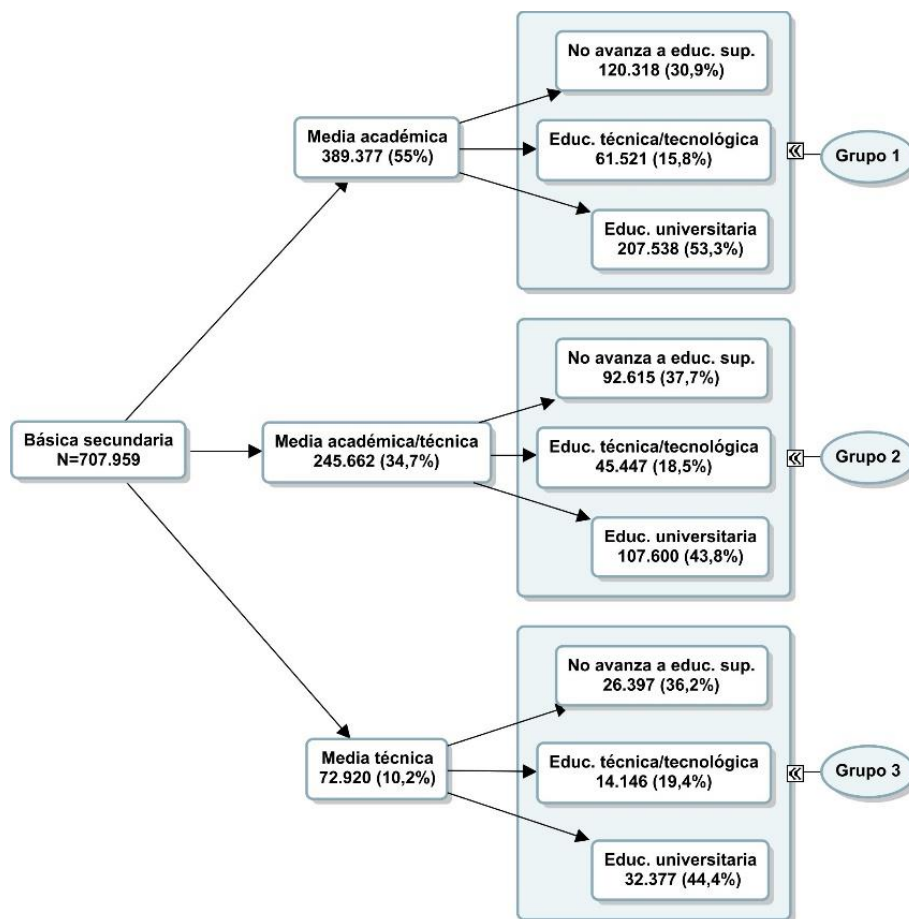 No avanza a educ. sup.
120.318 (30,9%)
Media académica
389.377 (55%)
Educ. técnica/tecnológica
61.521 (15,8%)
Grupo 1
Educ. universitaria
207.538 (53,3%)
No avanza a educ. sup.
92.615 (37,7%)
Básica secundaria
N=707.959
Media académica/técnica
245.662 (34,7%)
Educ. técnica/tecnológica
45.447 (18,5%)
Grupo 2
Educ. universitaria
107.600 (43,8%)
No avanza a educ. sup.
26.397 (36,2%)
Media técnica
72.920 (10,2%)
Educ. técnica/tecnológica
14.146 (19,4%)
Grupo 3
Educ. universitaria
32.377 (44,4%)